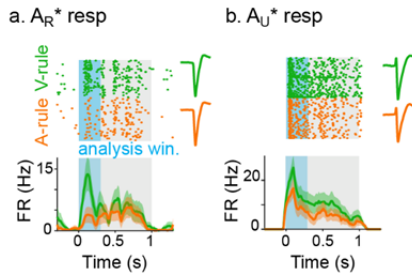 a. A_R* resp
b. A_U* resp
V-rule
A-rule
analysis win.
FR (Hz)
15
0
0
0.5
1
Time (s)
FR (Hz)
20
0
0
0.5
1
Time (s)